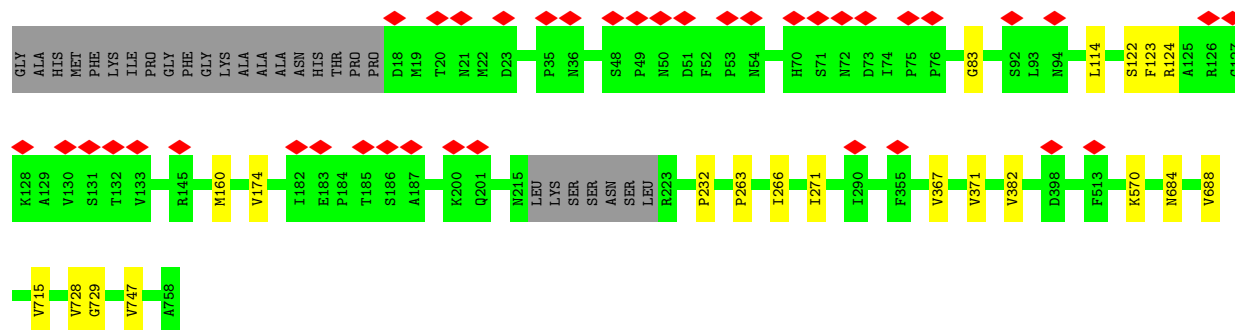 GLY ALA HIS MET PHE LYS ILE PRO GLY PHE GLY LYS ALA ALA ALA ASN HIS THR PRO PRO D18 M19 T20 N21 M22 D23 P35 N36 S48 P49 N50 D51 F52 P53 N54 H70 S71 N72 D73 I74 P75 P76 G83 S92 L93 N94 L114 S122 F123 R124 A125 R126 G127
K128 A129 V130 S131 T132 V133 R145 M160 V174 I182 E183 P184 T185 S186 A187 K200 Q201 N215 LEU LYS SER SER ASN SER LEU R223 P232 P263 I266 I271 I290 F355 V367 V371 V382 D398 F513 K570 N684 V688
V715 V728 G729 V747 A758